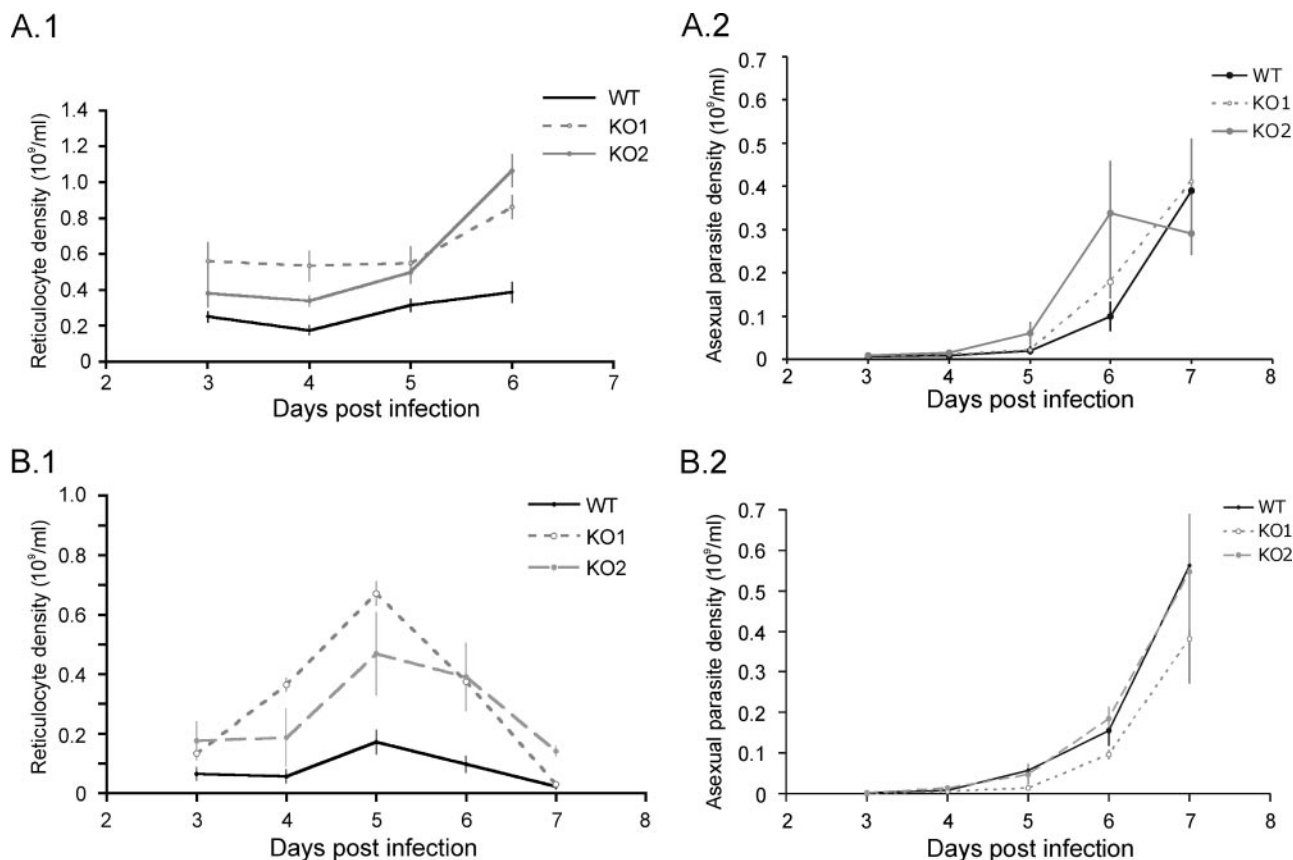 A.1
Reticulocyte density (10⁹/ml)
1.4
1.2
1.0
0.8
0.6
0.4
0.2
0
2
3
4
5
6
7
Days post infection
WT
KO1
KO2
A.2
Asexual parasite density (10⁹/ml)
0.7
0.6
0.5
0.4
0.3
0.2
0.1
0
2
3
4
5
6
7
8
Days post infection
WT
KO1
KO2
B.1
Reticulocyte density (10⁹/ml)
1.0
0.8
0.6
0.4
0.2
0
2
3
4
5
6
7
8
Days post infection
WT
KO1
KO2
B.2
Asexual parasite density (10⁹/ml)
0.7
0.6
0.5
0.4
0.3
0.2
0.1
0
2
3
4
5
6
7
8
Days post infection
WT
KO1
KO2